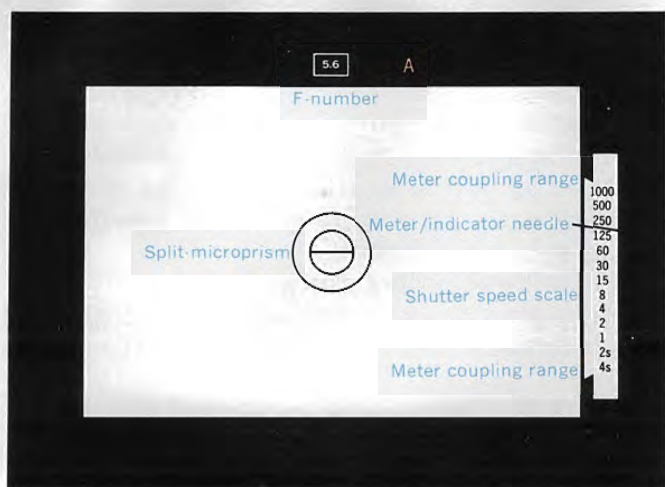 5.6 A
F-number
Meter coupling range
1000
500
Meter/indicator needle 250
125
Split-microprism 60
30
15
Shutter speed scale 8
4
2
1
2s
Meter coupling range 4s